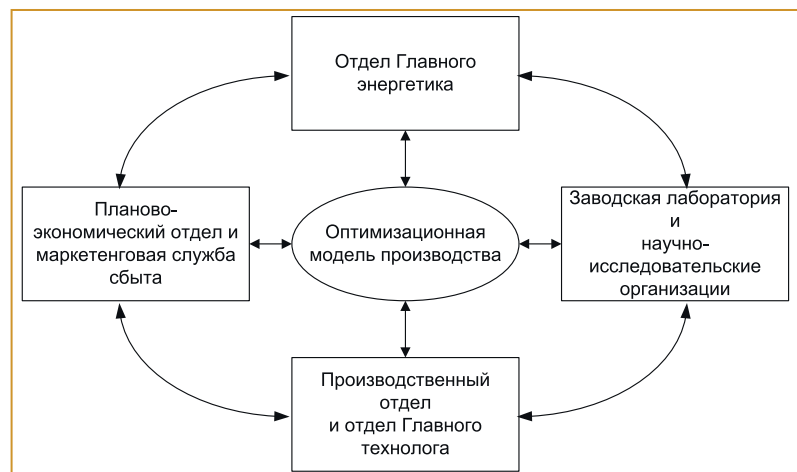 Отдел Главного
энергетика
Планово-
экономический отдел и
маркетенговая служба
сбыта
Оптимизационная
модель производства
Заводская лаборатория
и
научно-
исследовательские
организации
Производственный
отдел
и отдел Главного
технолога